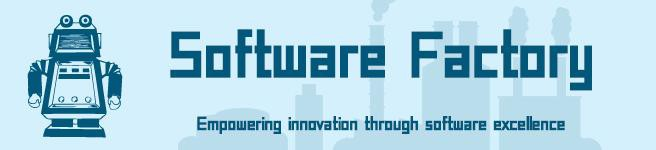 Software Factory
Empowering innovation through software excellence